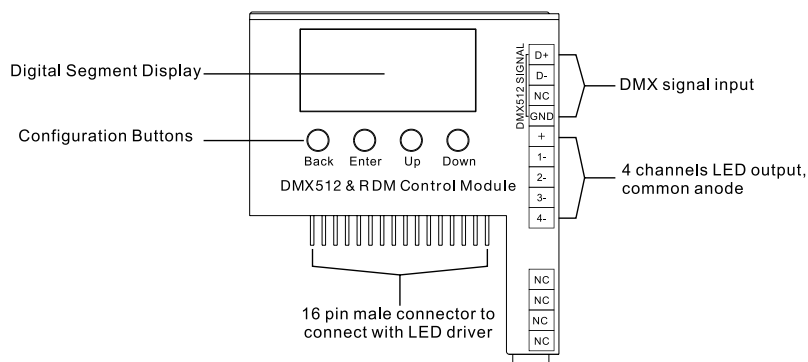 Digital Segment Display
Configuration Buttons
Back Enter Up Down
DMX512 & RDM Control Module
16 pin male connector to
connect with LED driver
DMX512 SIGNAL
D+
D-
NC
GND
+
1-
2-
3-
4-
NC
NC
NC
NC
DMX signal input
4 channels LED output,
common anode